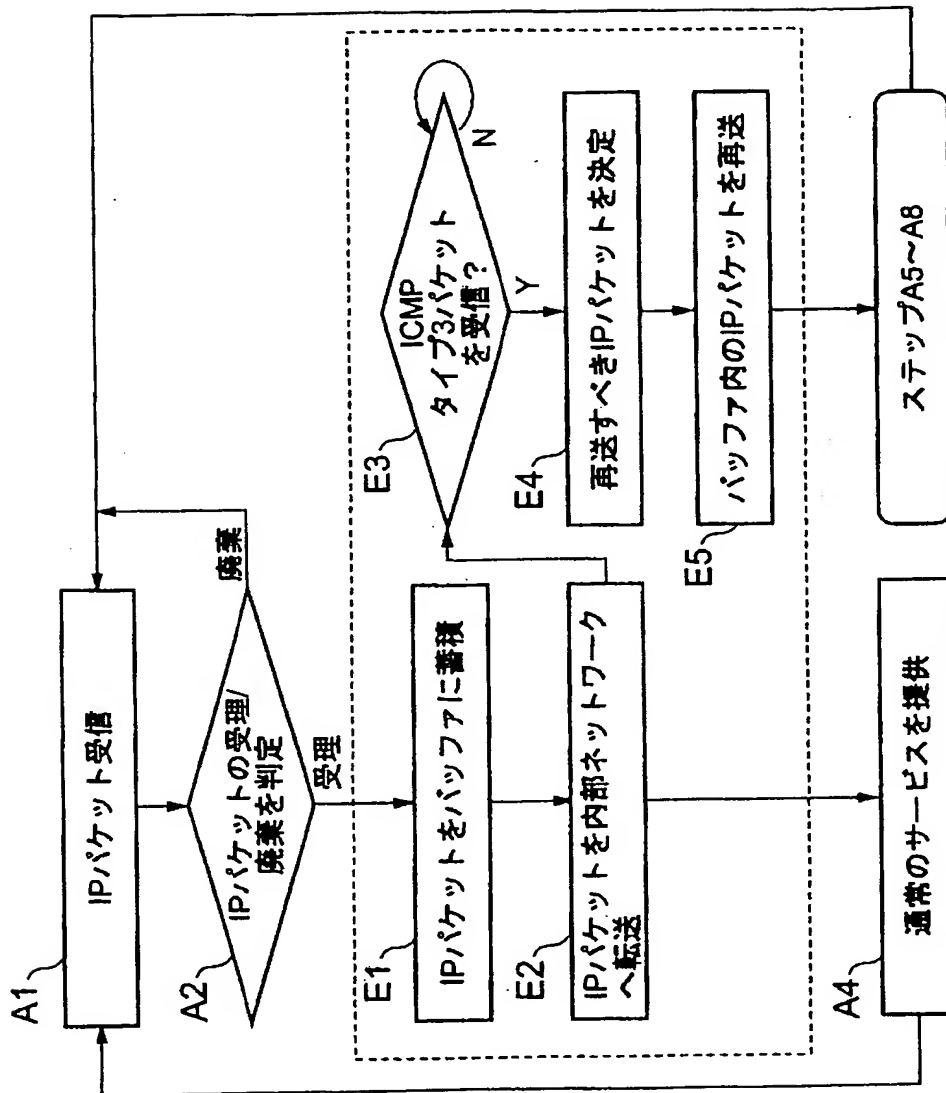 A1
IPパケット受信
A2
IPパケットの受理/
廃棄を判定
廃棄
受理
E1
IPパケットをバッファに蓄積
E2
IPパケットを内部ネットワーク
へ転送
E3
ICMP
タイプ3パケット
を受信?
N
Y
E4
再送すべきIPパケットを決定
E5
バッファ内のIPパケットを再送
A4
通常のサービスを提供
ステップA5〜A8